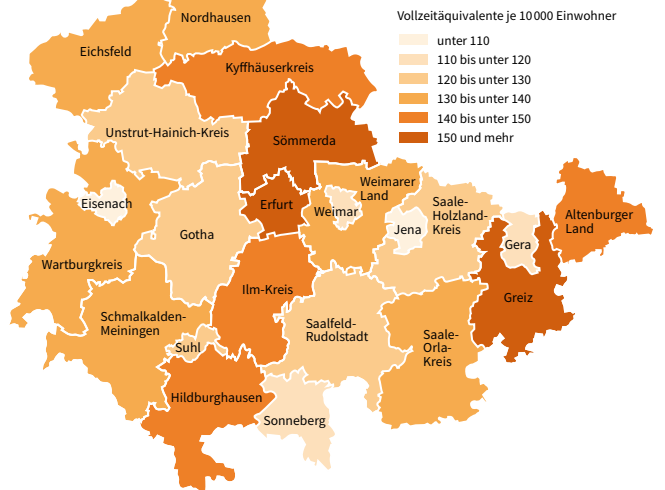 Vollzeitäquivalente je 10 000 Einwohner
unter 110
110 bis unter 120
120 bis unter 130
130 bis unter 140
140 bis unter 150
150 und mehr
Nordhausen
Eichsfeld
Kyffhäuserkreis
Unstrut-Hainich-Kreis
Sömmerda
Weimarer
Land
Eisenach
Erfurt
Weimar
Saale-
Holzland-
Kreis
Altenburger
Land
Gotha
Jena
Gera
Wartburgkreis
Ilm-Kreis
Greiz
Schmalkalden-
Meiningen
Saalfeld-
Rudolstadt
Saale-
Orla-
Kreis
Suhl
Hildburghausen
Sonneberg